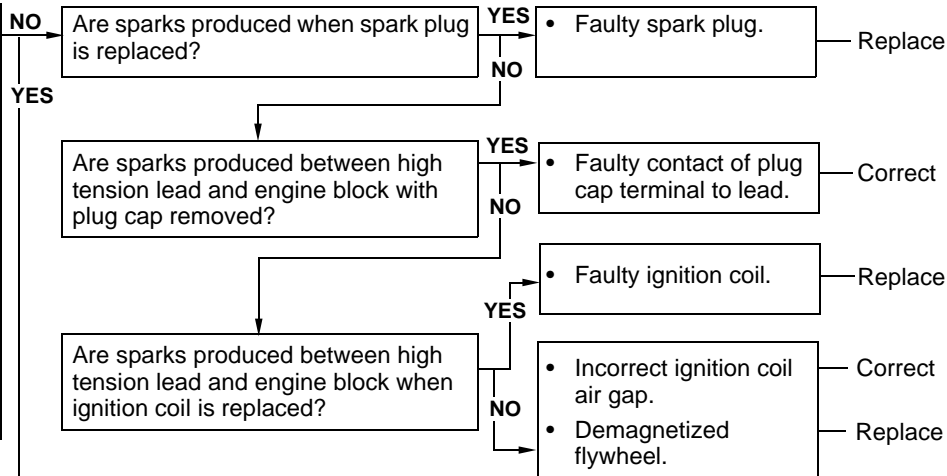 NO
Are sparks produced when spark plug
is replaced?
YES
• Faulty spark plug.
Replace
NO
YES
Are sparks produced between high
tension lead and engine block with
plug cap removed?
YES
• Faulty contact of plug
cap terminal to lead.
Correct
NO
• Faulty ignition coil.
Replace
YES
Are sparks produced between high
tension lead and engine block when
ignition coil is replaced?
NO
• Incorrect ignition coil
air gap.
Correct
• Demagnetized
flywheel.
Replace